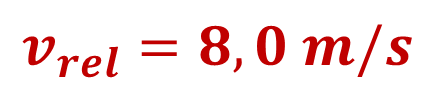 v_rel = 8,0 m/s